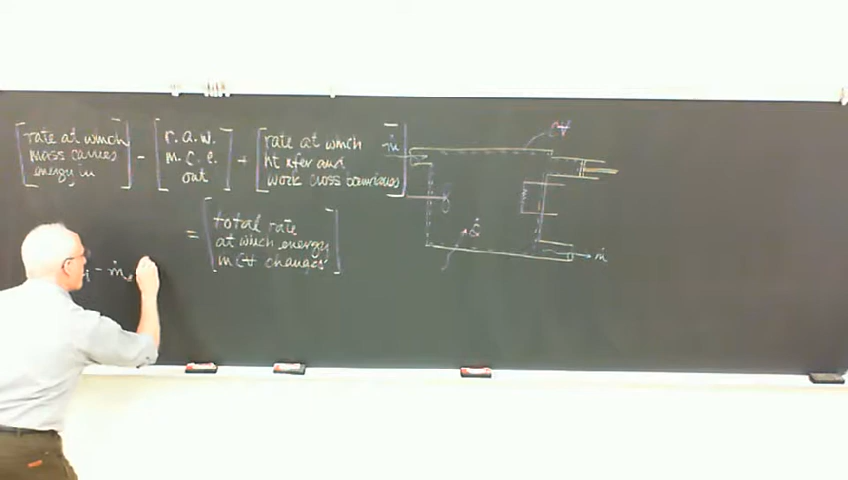 rate at which
mass carries
energy in
-
r. a. w.
m. c. e.
out
+
rate at which
ht xfer and
work cross boundaries
=
total rate
at which energy
in CV changes
i - ṁe
ṁ
CV
Q̇
ṁ